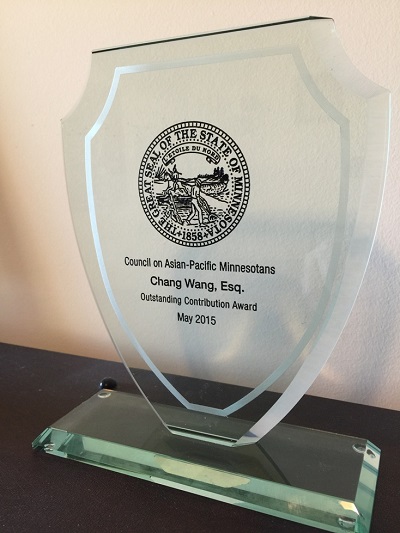 THE GREAT SEAL OF THE STATE OF MINNESOTA
L'ETOILE DU NORD
1858
Council on Asian-Pacific Minnesotans
Chang Wang, Esq.
Outstanding Contribution Award
May 2015